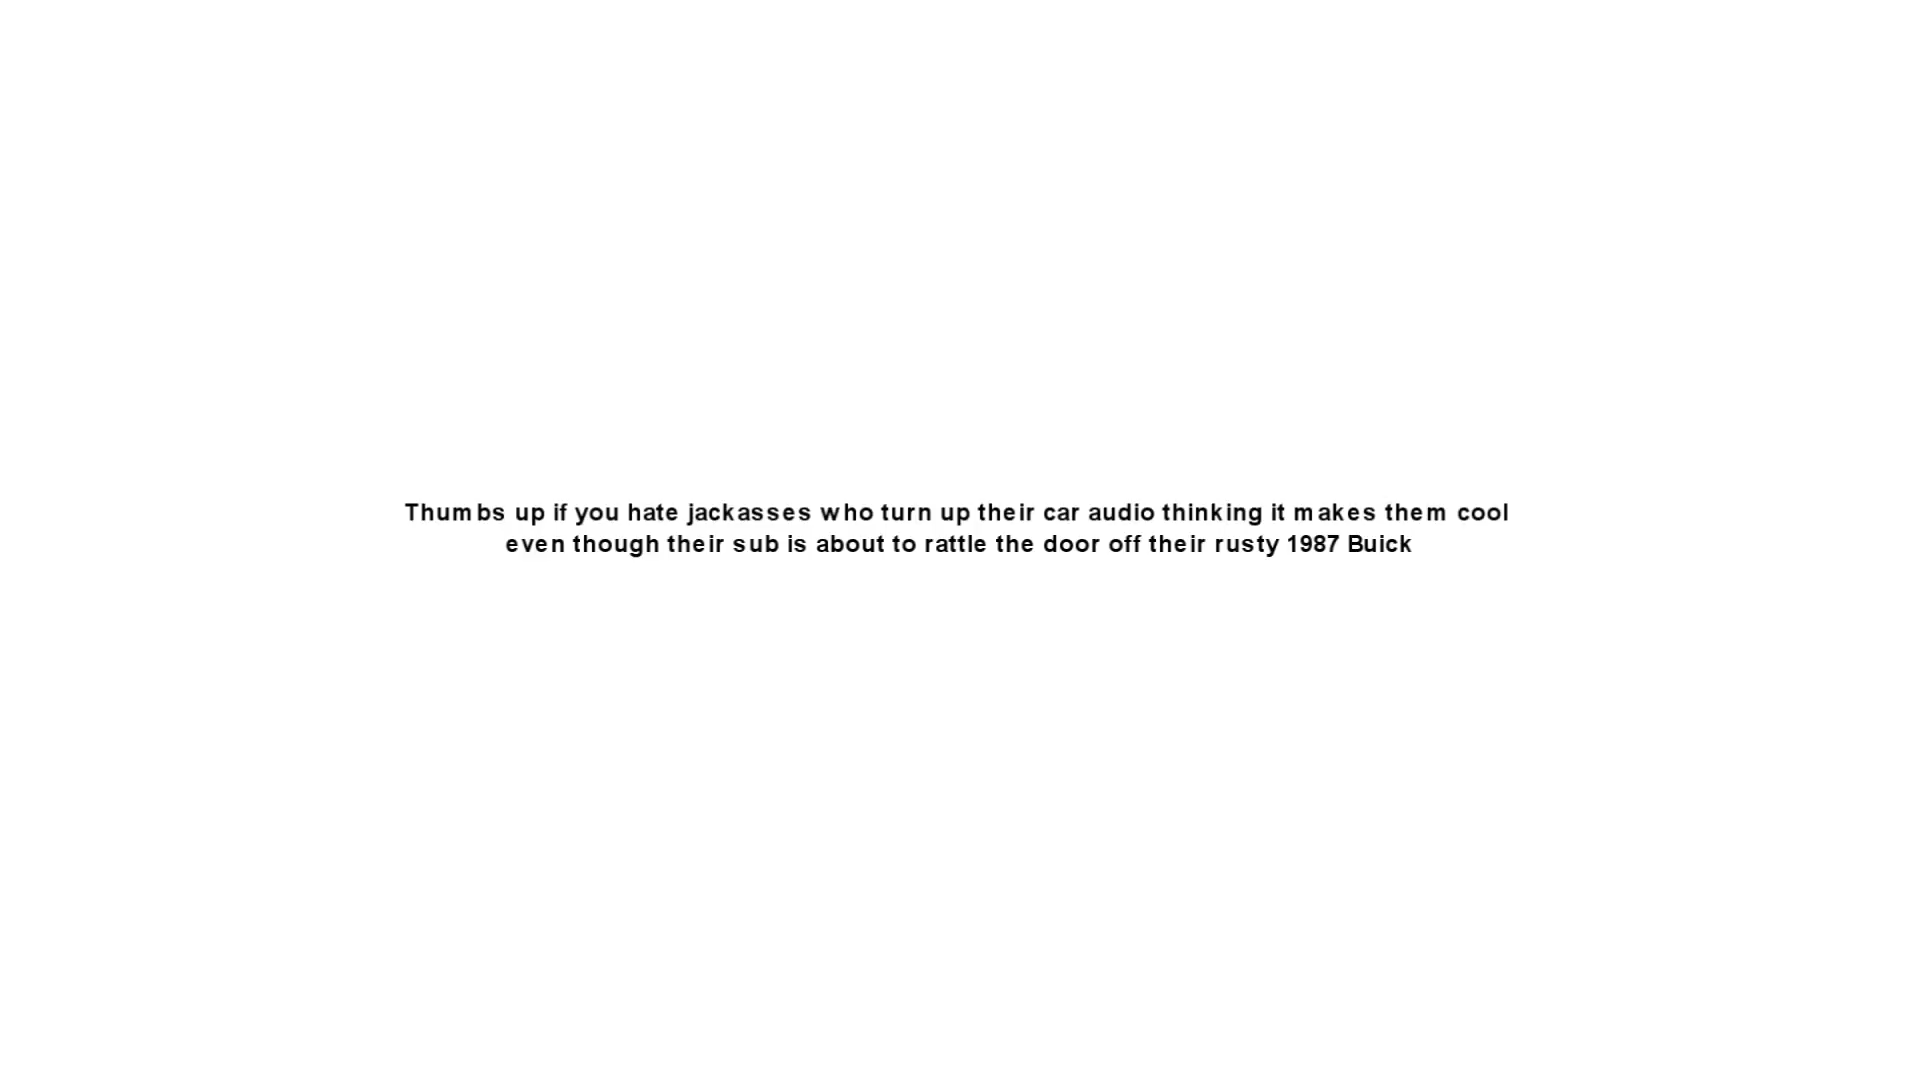 Thumbs up if you hate jackasses who turn up their car audio thinking it makes them cool
even though their sub is about to rattle the door off their rusty 1987 Buick